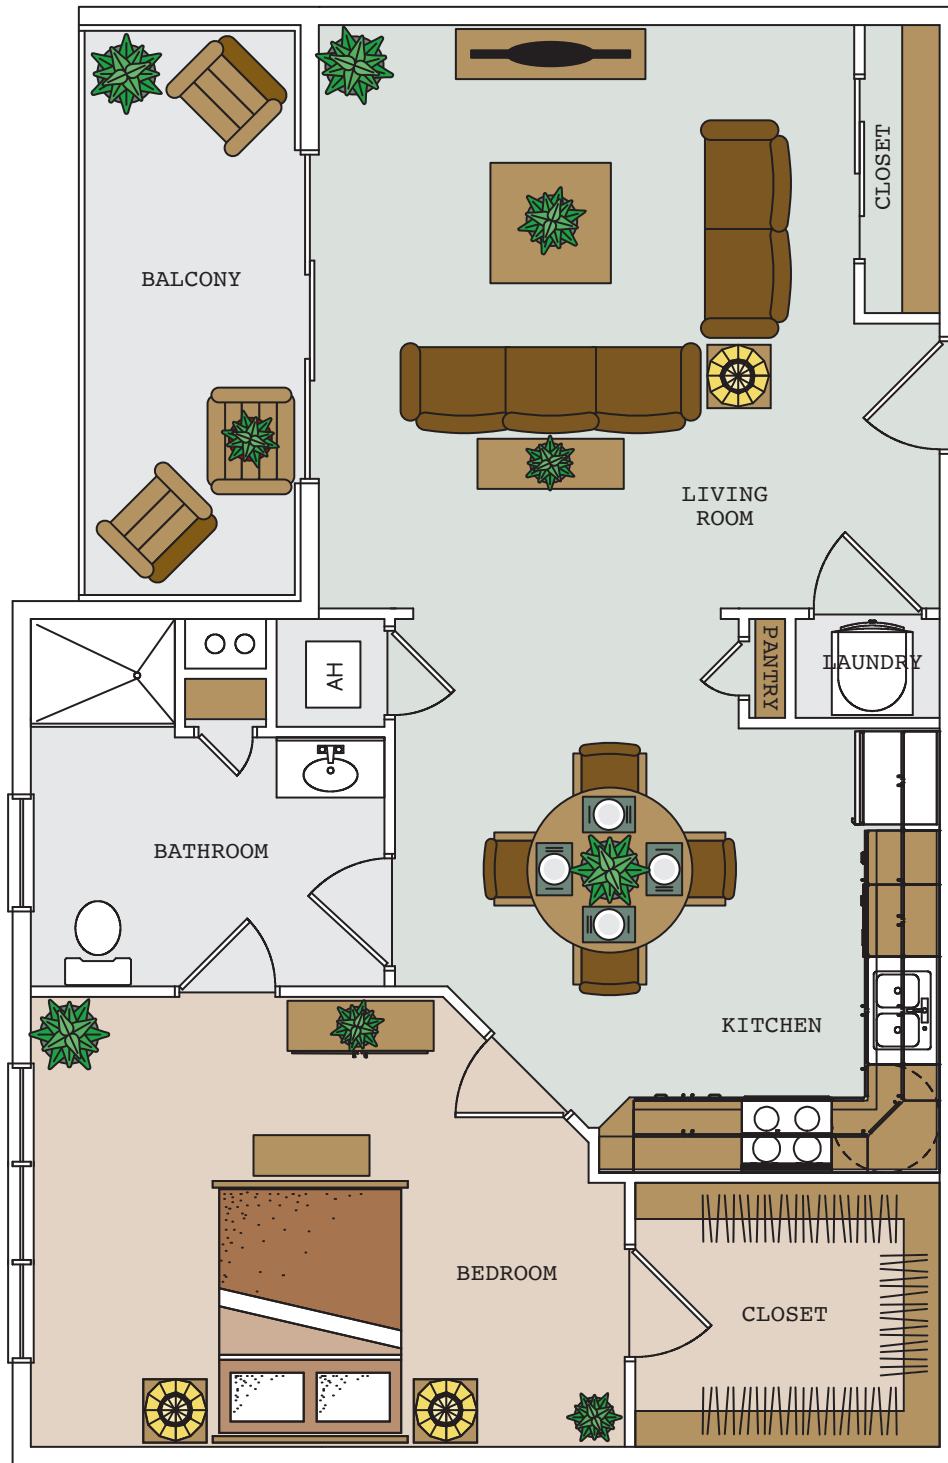 CLOSET
BALCONY
LIVING
ROOM
PANTRY
LAUNDRY
AH
BATHROOM
KITCHEN
BEDROOM
CLOSET